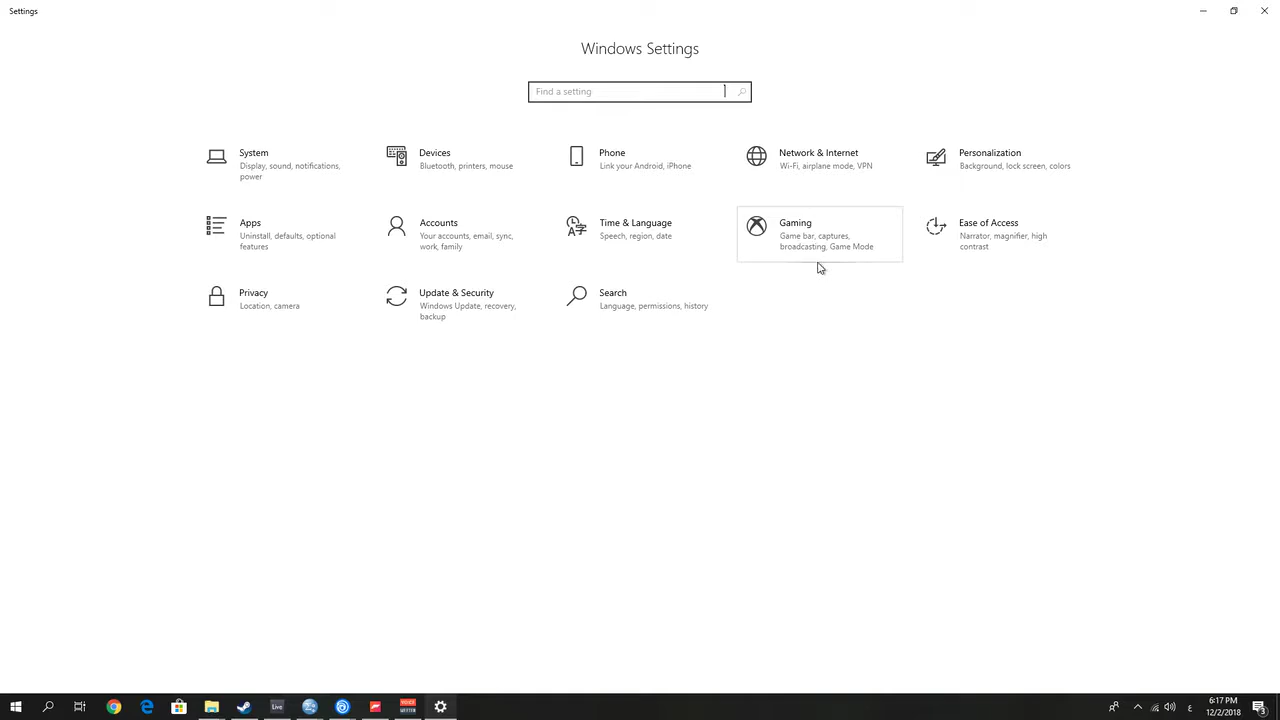 Settings
Windows Settings
Find a setting
System
Display, sound, notifications,
power
Devices
Bluetooth, printers, mouse
Phone
Link your Android, iPhone
Network & Internet
Wi-Fi, airplane mode, VPN
Personalization
Background, lock screen, colors
Apps
Uninstall, defaults, optional
features
Accounts
Your accounts, email, sync,
work, family
Time & Language
Speech, region, date
Gaming
Game bar, captures,
broadcasting, Game Mode
Ease of Access
Narrator, magnifier, high
contrast
Privacy
Location, camera
Update & Security
Windows Update, recovery,
backup
Search
Language, permissions, history
Live
ع
6:17 PM
12/2/2018
3